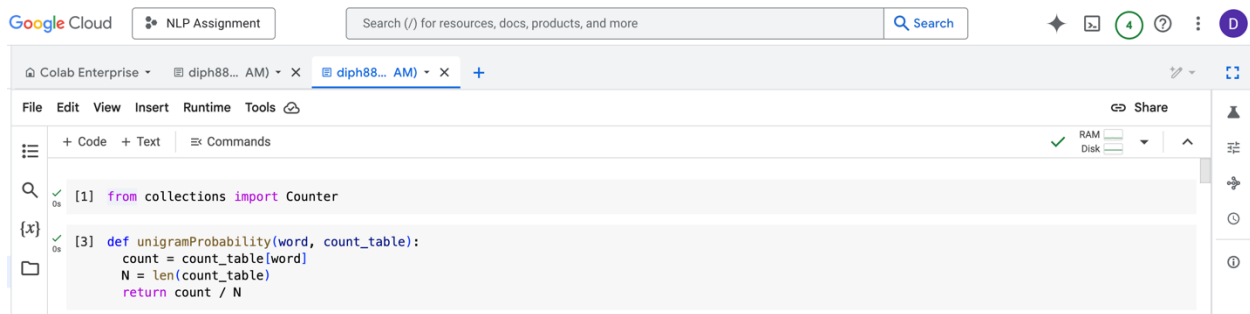 Google Cloud NLP Assignment Search (/) for resources, docs, products, and more Search 4 D
Colab Enterprise diph88... AM) diph88... AM)
File Edit View Insert Runtime Tools Share
+ Code + Text Commands RAM
Disk
[1] from collections import Counter
0s
{x}
[3] def unigramProbability(word, count_table):
0s
count = count_table[word]
N = len(count_table)
return count / N